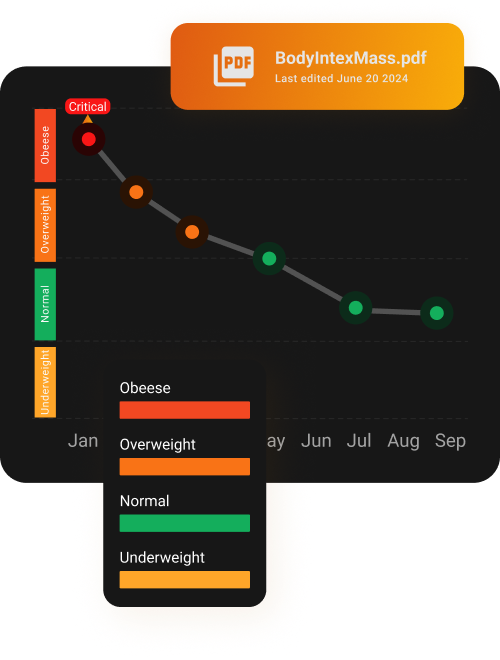 PDF
BodyIntexMass.pdf
Last edited June 20 2024
Critical
Obeese
Overweight
Normal
Underweight
Jan
ay
Jun
Jul
Aug
Sep
Obeese
Overweight
Normal
Underweight